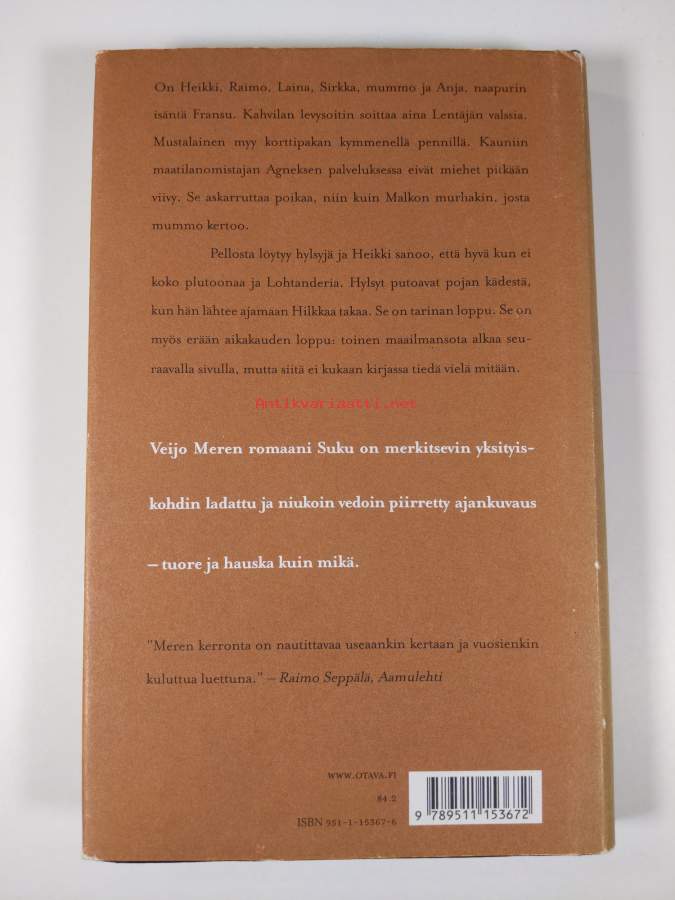 On Heikki, Raimo, Laina, Sirkka, mummo ja Anja, naapurin
isäntä Fransu. Kahvilan levysoitin soittaa aina Lentäjän valssia.
Mustalainen myy korttipakan kymmenellä pennillä. Kauniin
maatilanomistajan Agneksen palveluksessa eivät miehet pitkään
viivy. Se askarruttaa poikaa, niin kuin Malkon murhakin, josta
mummo kertoo.
Pellosta löytyy hylsyjä ja Heikki sanoo, että hyvä kun ei
koko plutoonaa ja Lohtanderia. Hylsyt putoavat pojan kädestä,
kun hän lähtee ajamaan Hilkkaa takaa. Se on tarinan loppu. Se on
myös erään aikakauden loppu: toinen maailmansota alkaa seu-
raavalla sivulla, mutta siitä ei kukaan kirjassa tiedä vielä mitään.
Antikvariaatti.net
Veijo Meren romaani Suku on merkitsevin yksityis-
kohdin ladattu ja niukoin vedoin piirretty ajankuvaus
– tuore ja hauska kuin mikä.
"Meren kerronta on nautittavaa useaankin kertaan ja vuosienkin
kuluttua luettuna." – Raimo Seppälä, Aamulehti
WWW.OTAVA.FI
84.2
ISBN 951-1-15367-6
9 789511 153672